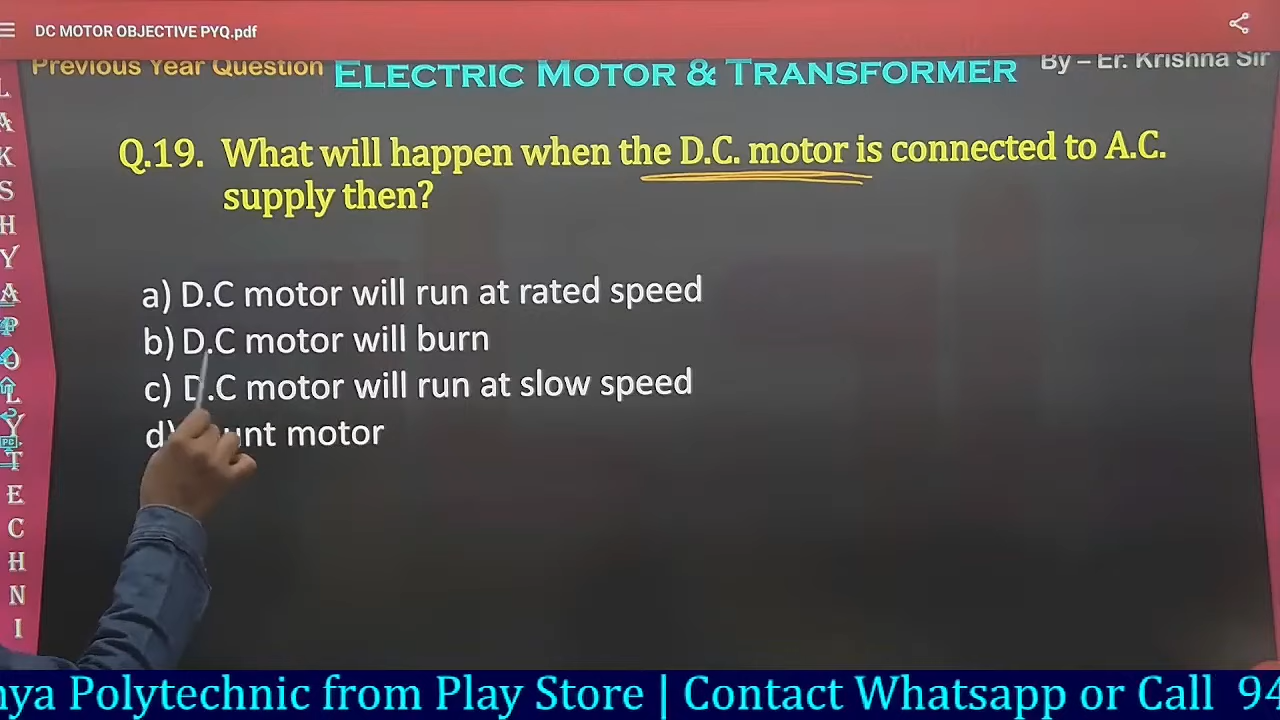 DC MOTOR OBJECTIVE PYQ.pdf
Previous Year Question
ELECTRIC MOTOR & TRANSFORMER
By – Er. Krishna Sir
Q.19. What will happen when the D.C. motor is connected to A.C.
supply then?
a) D.C motor will run at rated speed
b) D.C motor will burn
c) D.C motor will run at slow speed
d) unt motor
L
A
K
S
H
Y
A
P
O
L
Y
T
E
C
H
N
I
nya Polytechnic from Play Store | Contact Whatsapp or Call 94